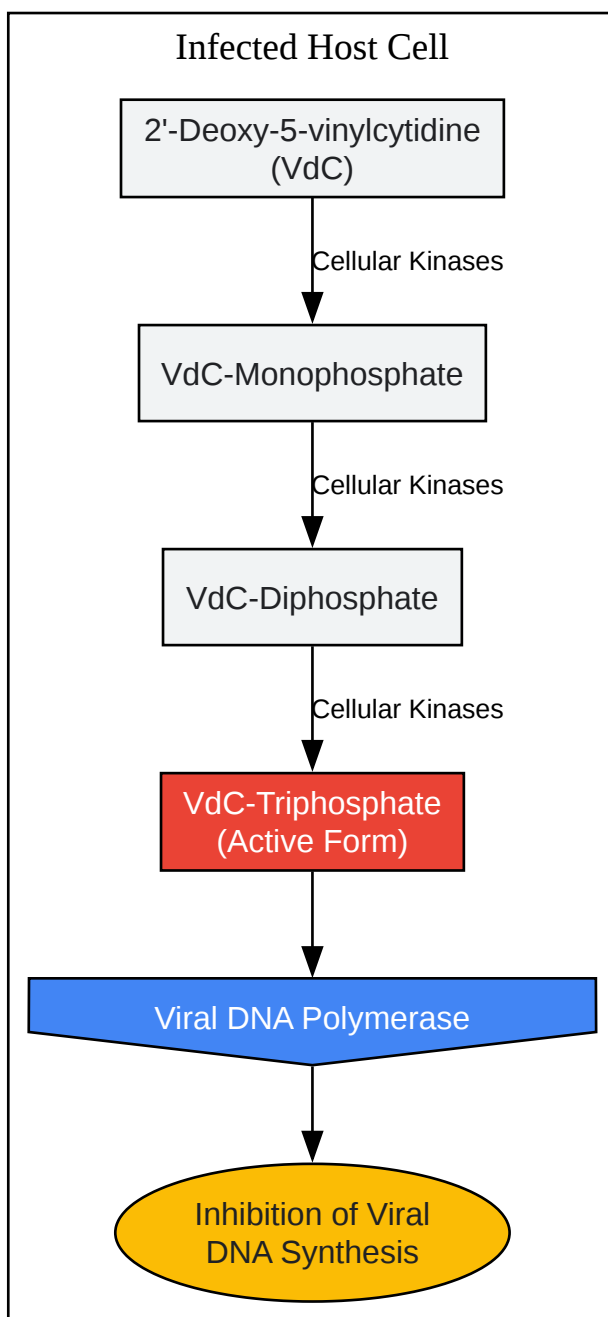 Infected Host Cell
2'-Deoxy-5-vinylcytidine
(VdC)
Cellular Kinases
VdC-Monophosphate
Cellular Kinases
VdC-Diphosphate
Cellular Kinases
VdC-Triphosphate
(Active Form)
Viral DNA Polymerase
Inhibition of Viral
DNA Synthesis